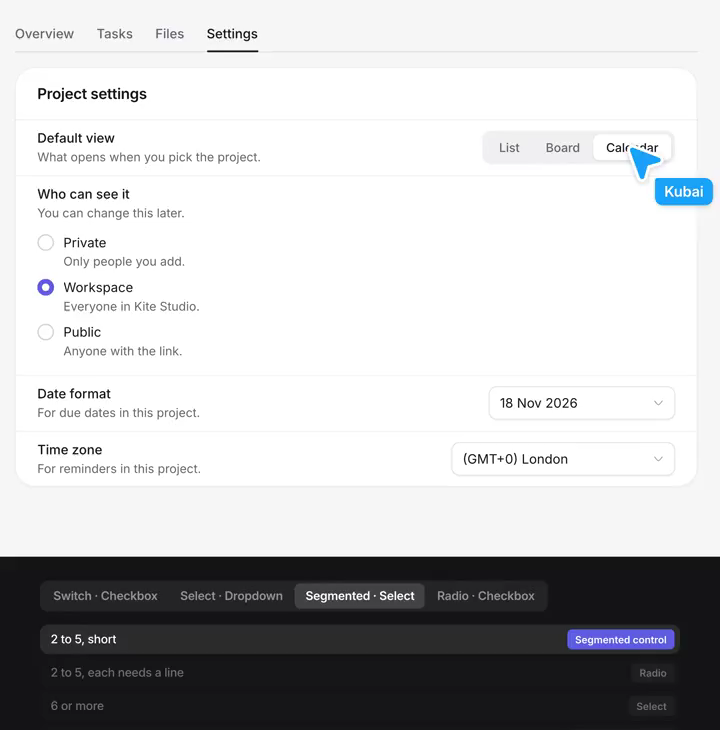 Overview Tasks Files Settings
Project settings
Default view
What opens when you pick the project.
List Board Calendar
Kubai
Who can see it
You can change this later.
Private
Only people you add.
Workspace
Everyone in Kite Studio.
Public
Anyone with the link.
Date format
For due dates in this project.
18 Nov 2026
Time zone
For reminders in this project.
(GMT+0) London
Switch · Checkbox Select · Dropdown Segmented · Select Radio · Checkbox
2 to 5, short Segmented control
2 to 5, each needs a line Radio
6 or more Select